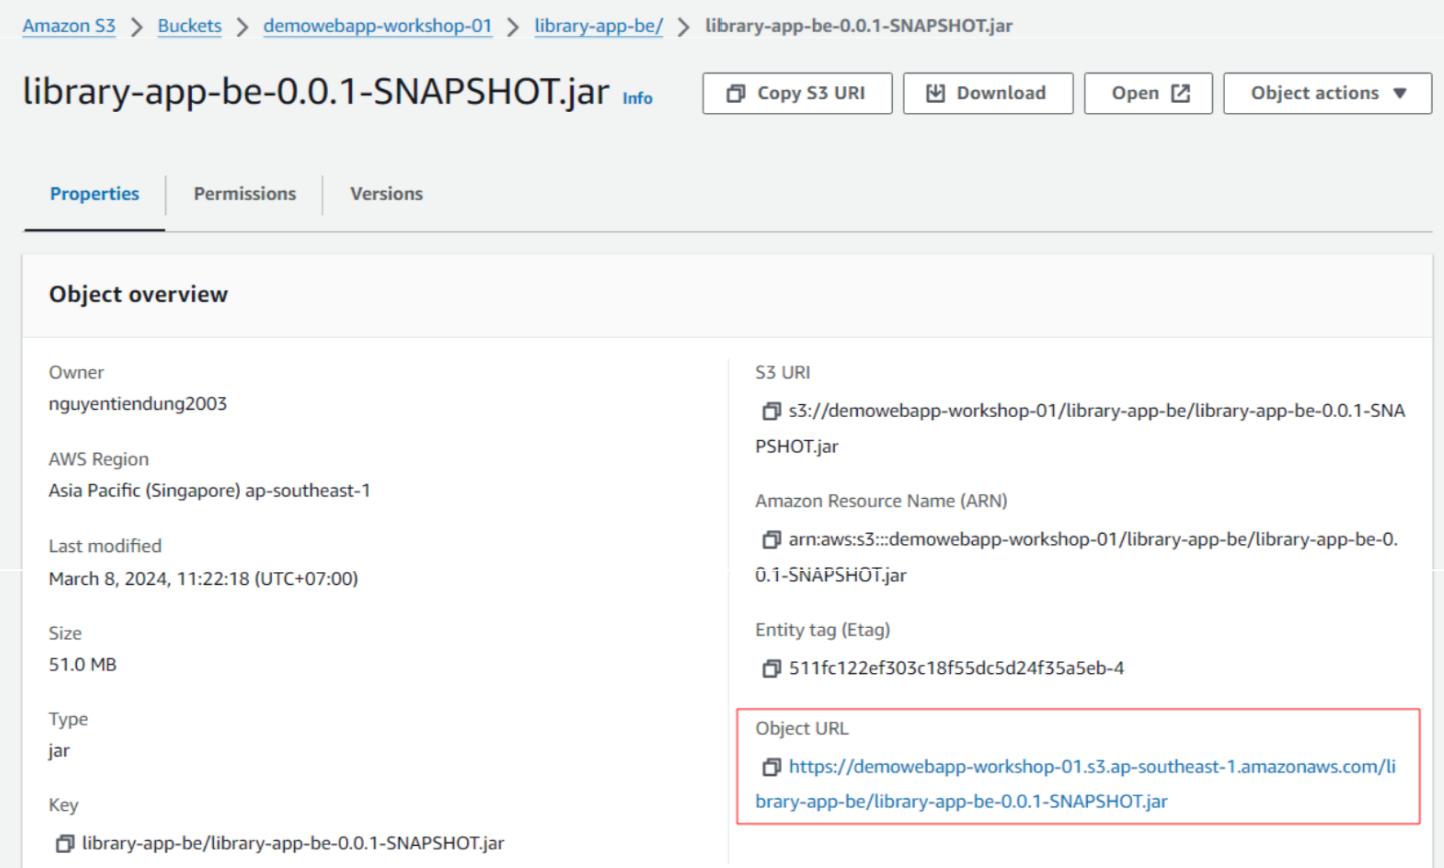 Amazon S3 > Buckets > demowebapp-workshop-01 > library-app-be/ > library-app-be-0.0.1-SNAPSHOT.jar
library-app-be-0.0.1-SNAPSHOT.jar Info
Copy S3 URI Download Open Object actions
Properties Permissions Versions
Object overview
Owner
nguyentiendung2003
AWS Region
Asia Pacific (Singapore) ap-southeast-1
Last modified
March 8, 2024, 11:22:18 (UTC+07:00)
Size
51.0 MB
Type
jar
Key
library-app-be/library-app-be-0.0.1-SNAPSHOT.jar
S3 URI
s3://demowebapp-workshop-01/library-app-be/library-app-be-0.0.1-SNA
PSHOT.jar
Amazon Resource Name (ARN)
arn:aws:s3:::demowebapp-workshop-01/library-app-be/library-app-be-0.
0.1-SNAPSHOT.jar
Entity tag (Etag)
511fc122ef303c18f55dc5d24f35a5eb-4
Object URL
https://demowebapp-workshop-01.s3.ap-southeast-1.amazonaws.com/li
brary-app-be/library-app-be-0.0.1-SNAPSHOT.jar